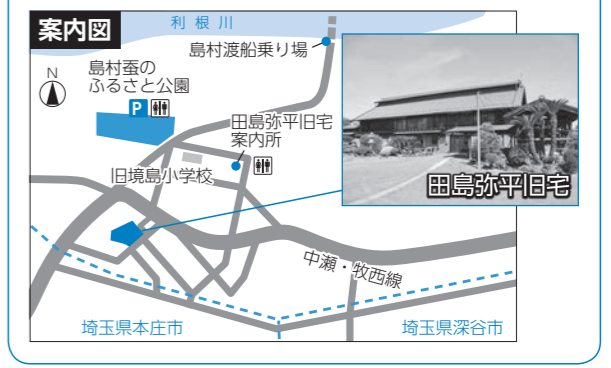 案内図
利根川
島村渡船乗り場
N
島村蚕の
ふるさと公園
P
田島弥平旧宅
案内所
旧境島小学校
田島弥平旧宅
中瀬・牧西線
埼玉県本庄市
埼玉県深谷市